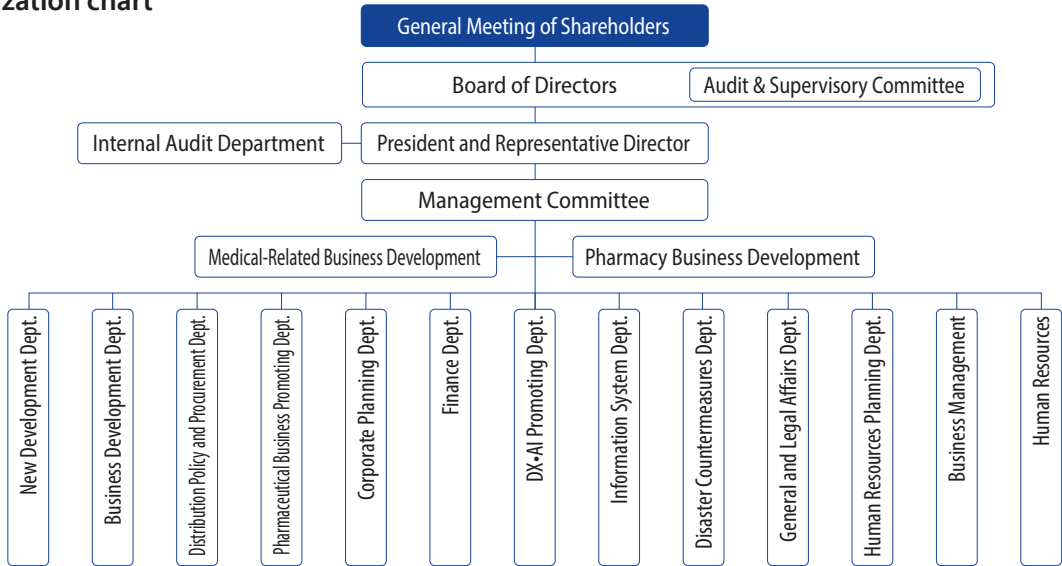 zation chart
General Meeting of Shareholders
Board of Directors
Audit & Supervisory Committee
Internal Audit Department
President and Representative Director
Management Committee
Medical-Related Business Development
Pharmacy Business Development
New Development Dept.
Business Development Dept.
Distribution Policy and Procurement Dept.
Pharmaceutical Business Promoting Dept.
Corporate Planning Dept.
Finance Dept.
DX•AI Promoting Dept.
Information System Dept.
Disaster Countermeasures Dept.
General and Legal Affairs Dept.
Human Resources Planning Dept.
Business Management
Human Resources